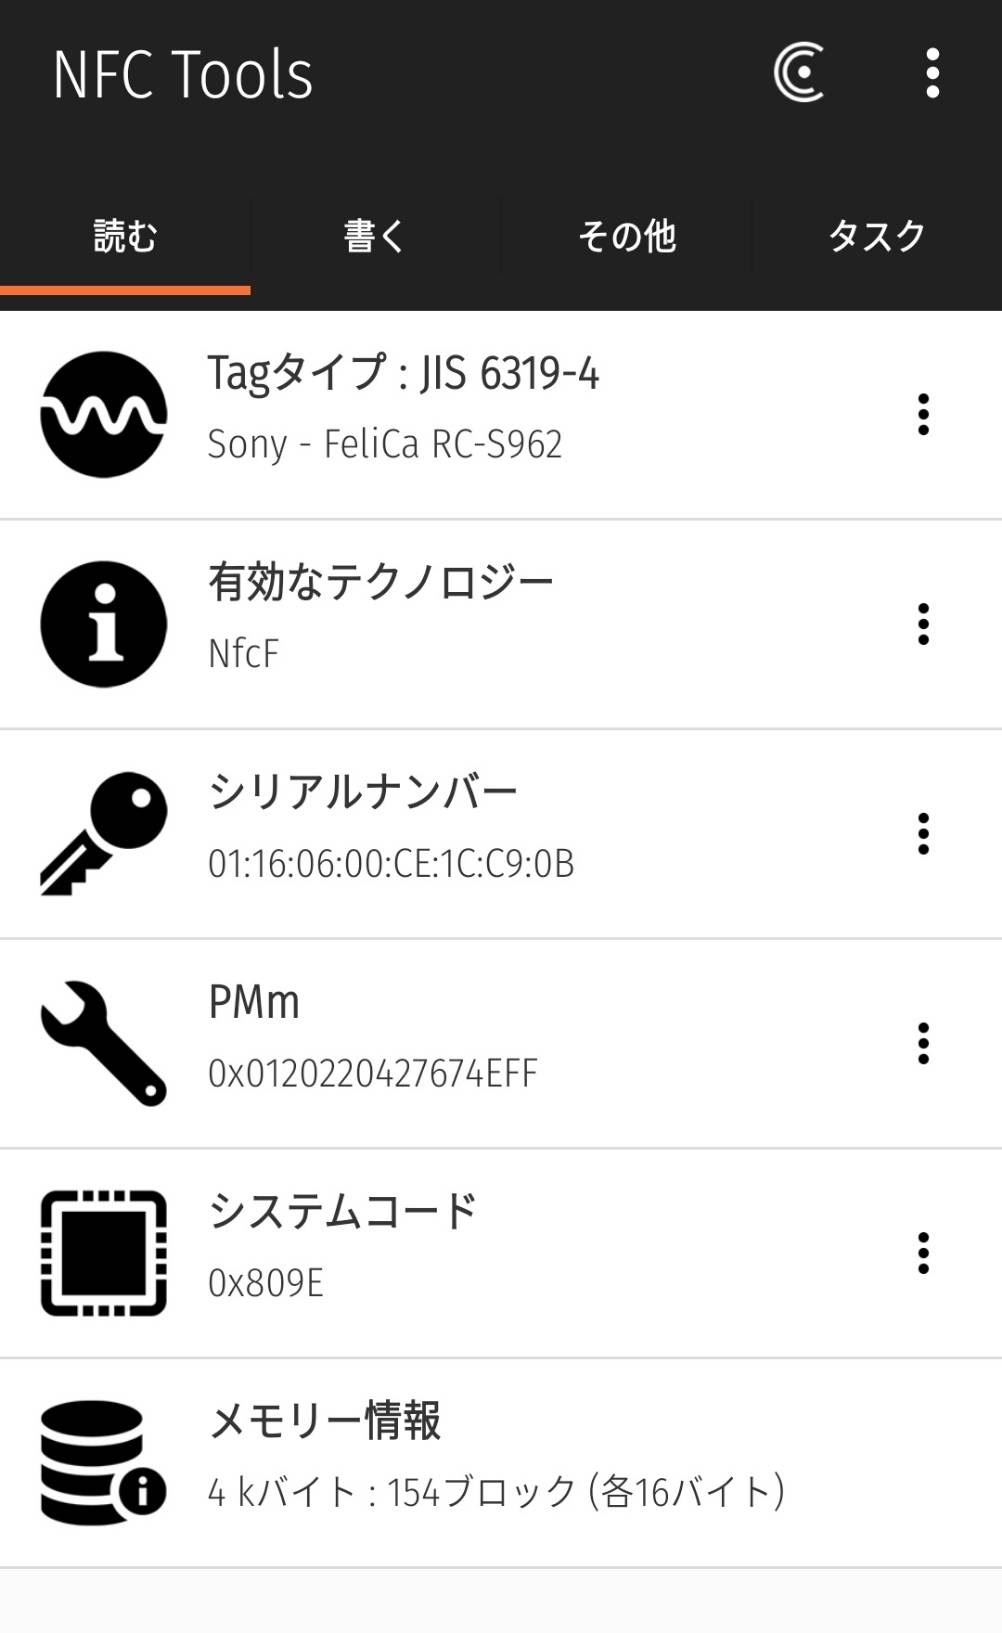 NFC Tools
読む
書く
その他
タスク
Tagタイプ : JIS 6319-4
Sony - FeliCa RC-S962
有効なテクノロジー
NfcF
シリアルナンバー
01:16:06:00:CE:1C:C9:0B
PMm
0x0120220427674EFF
システムコード
0x809E
メモリー情報
4 kバイト : 154ブロック (各16バイト)